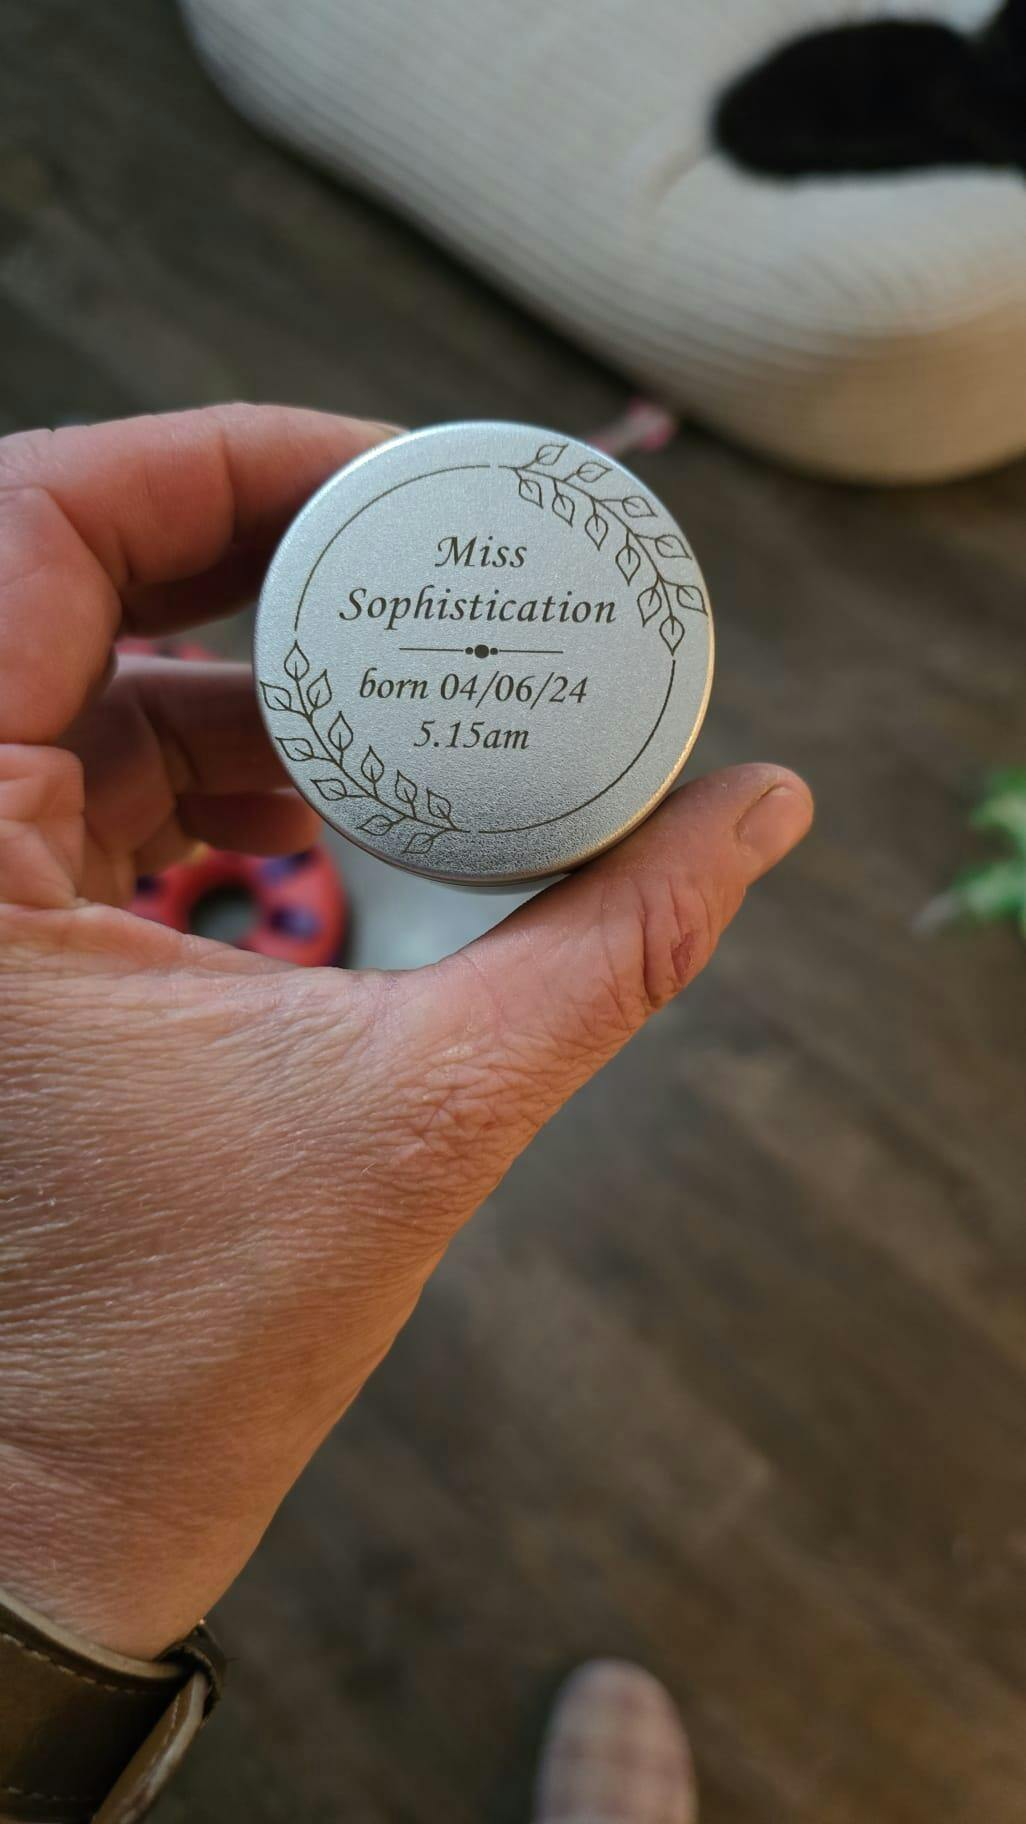 Miss
Sophistication
born 04/06/24
5.15am